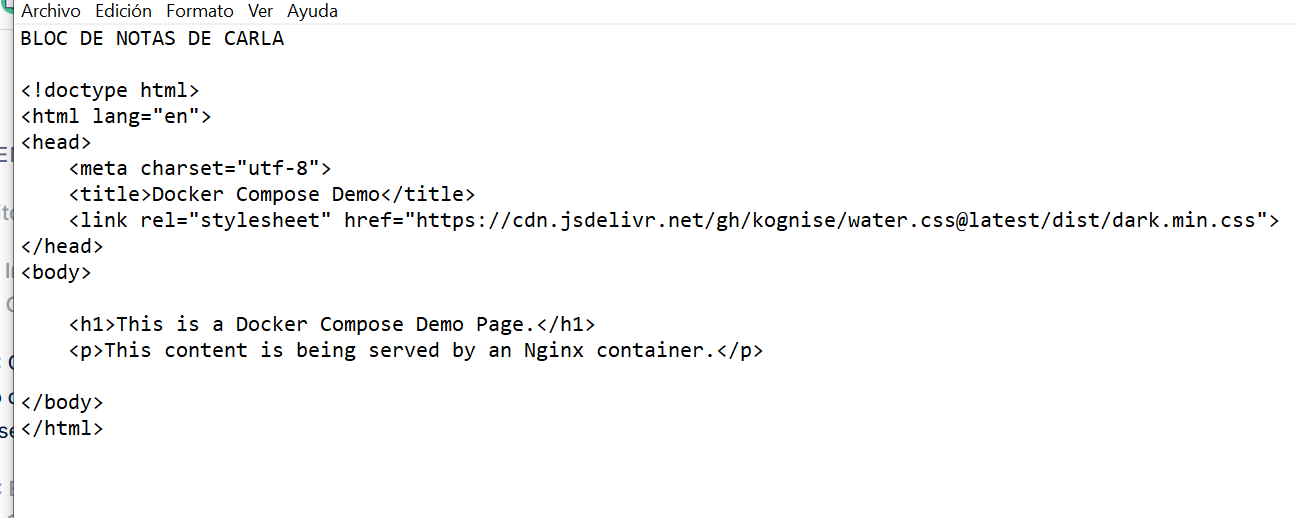 Archivo Edición Formato Ver Ayuda
BLOC DE NOTAS DE CARLA
<!doctype html>
<html lang="en">
<head>
    <meta charset="utf-8">
    <title>Docker Compose Demo</title>
    <link rel="stylesheet" href="https://cdn.jsdelivr.net/gh/kognise/water.css@latest/dist/dark.min.css">
</head>
<body>
    <h1>This is a Docker Compose Demo Page.</h1>
    <p>This content is being served by an Nginx container.</p>
</body>
</html>